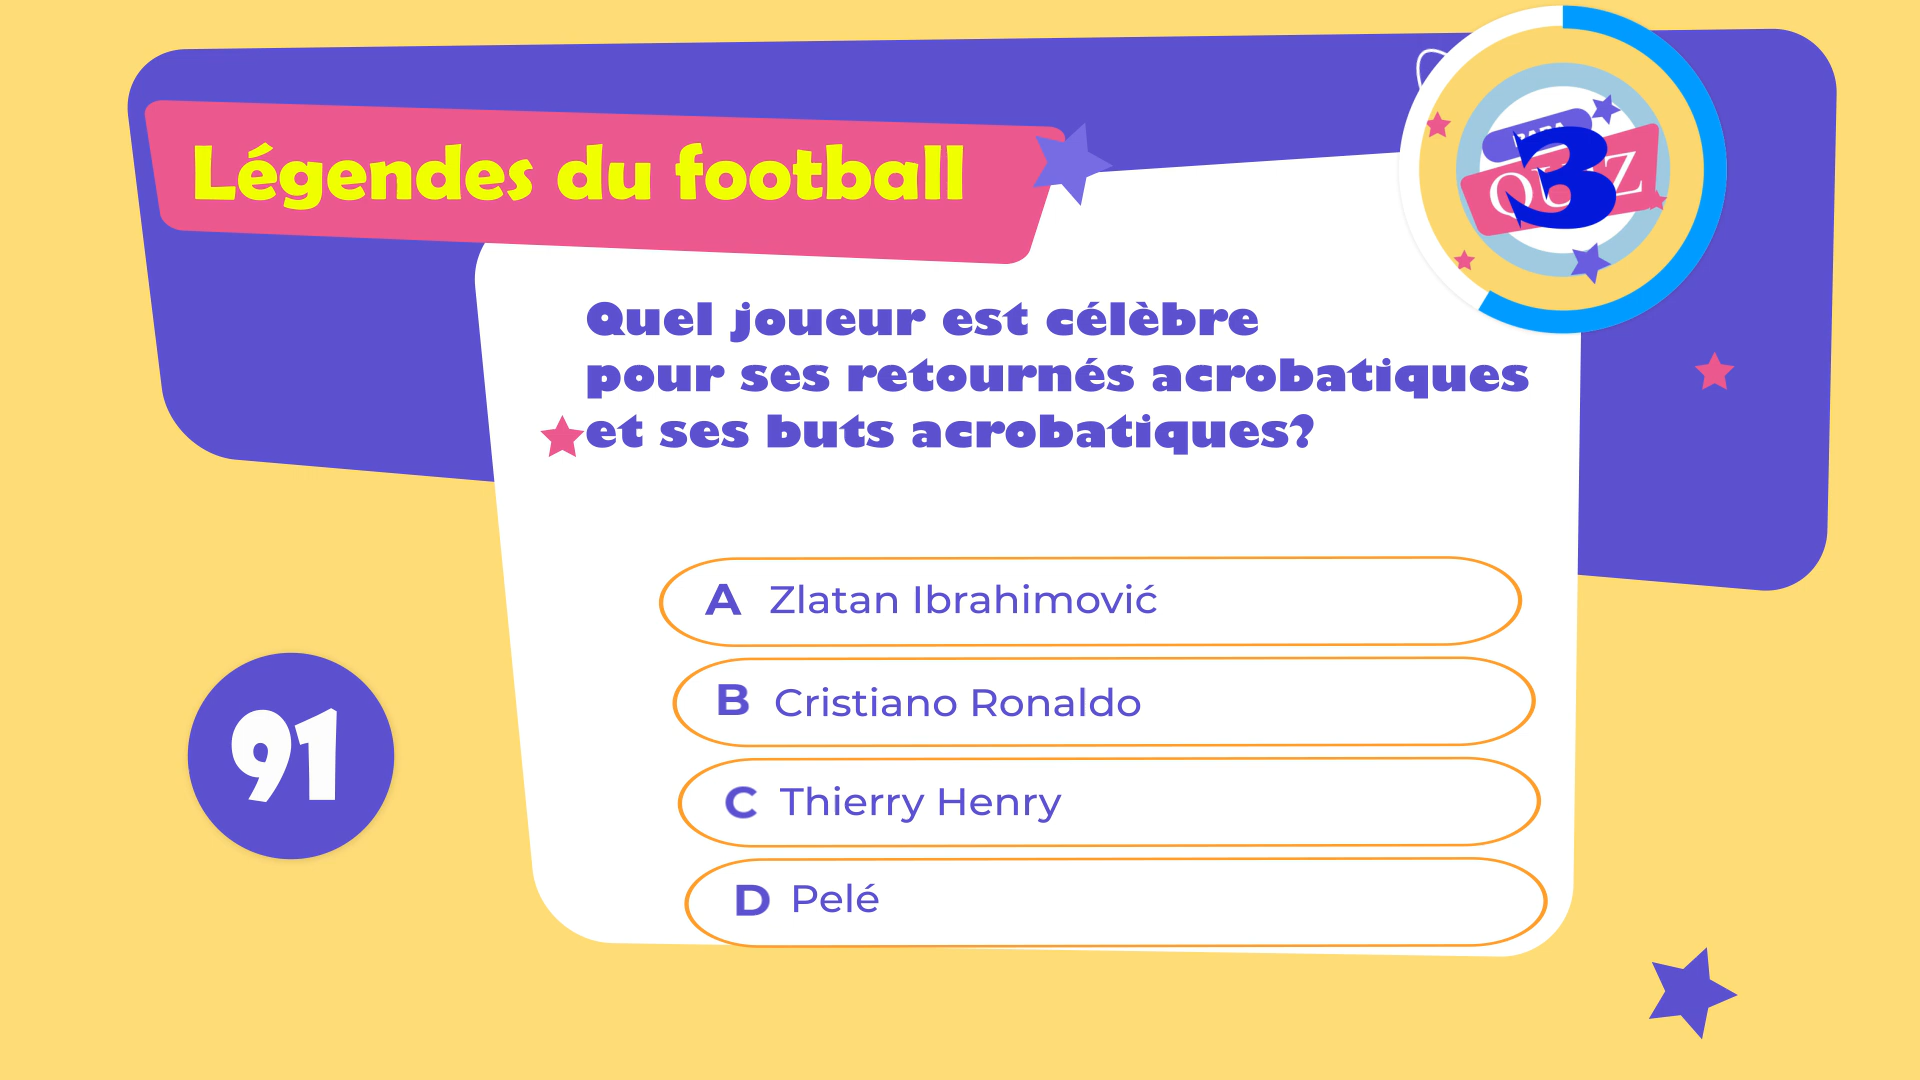 Légendes du football
3
Quel joueur est célèbre
pour ses retournés acrobatiques
et ses buts acrobatiques?
A Zlatan Ibrahimović
B Cristiano Ronaldo
C Thierry Henry
D Pelé
91